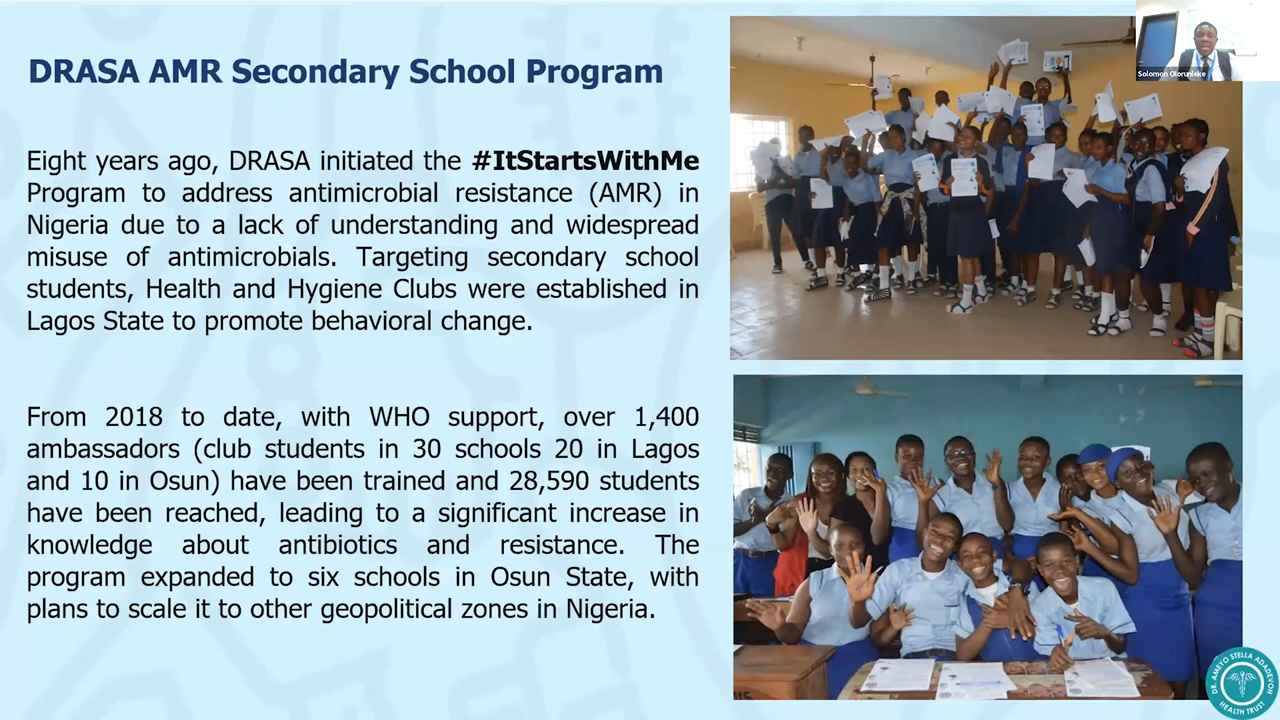 Solomon Olorunleke
DRASA AMR Secondary School Program
Eight years ago, DRASA initiated the #ItStartsWithMe
Program to address antimicrobial resistance (AMR) in
Nigeria due to a lack of understanding and widespread
misuse of antimicrobials. Targeting secondary school
students, Health and Hygiene Clubs were established in
Lagos State to promote behavioral change.
From 2018 to date, with WHO support, over 1,400
ambassadors (club students in 30 schools 20 in Lagos
and 10 in Osun) have been trained and 28,590 students
have been reached, leading to a significant increase in
knowledge about antibiotics and resistance. The
program expanded to six schools in Osun State, with
plans to scale it to other geopolitical zones in Nigeria.
DR. AMEYO STELLA ADADEVOH
HEALTH TRUST